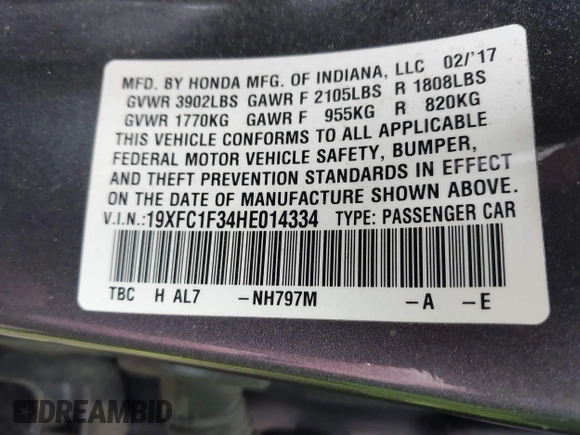 MFD. BY HONDA MFG. OF INDIANA, LLC 02/'17
GVWR 3902LBS GAWR F 2105LBS R 1808LBS
GVWR 1770KG GAWR F 955KG R 820KG
THIS VEHICLE CONFORMS TO ALL APPLICABLE
FEDERAL MOTOR VEHICLE SAFETY, BUMPER,
AND THEFT PREVENTION STANDARDS IN EFFECT
ON THE DATE OF MANUFACTURE SHOWN ABOVE.
V.I.N.:19XFC1F34HE014334 TYPE: PASSENGER CAR
TBC H AL7 -NH797M -A -E
DREAMBID